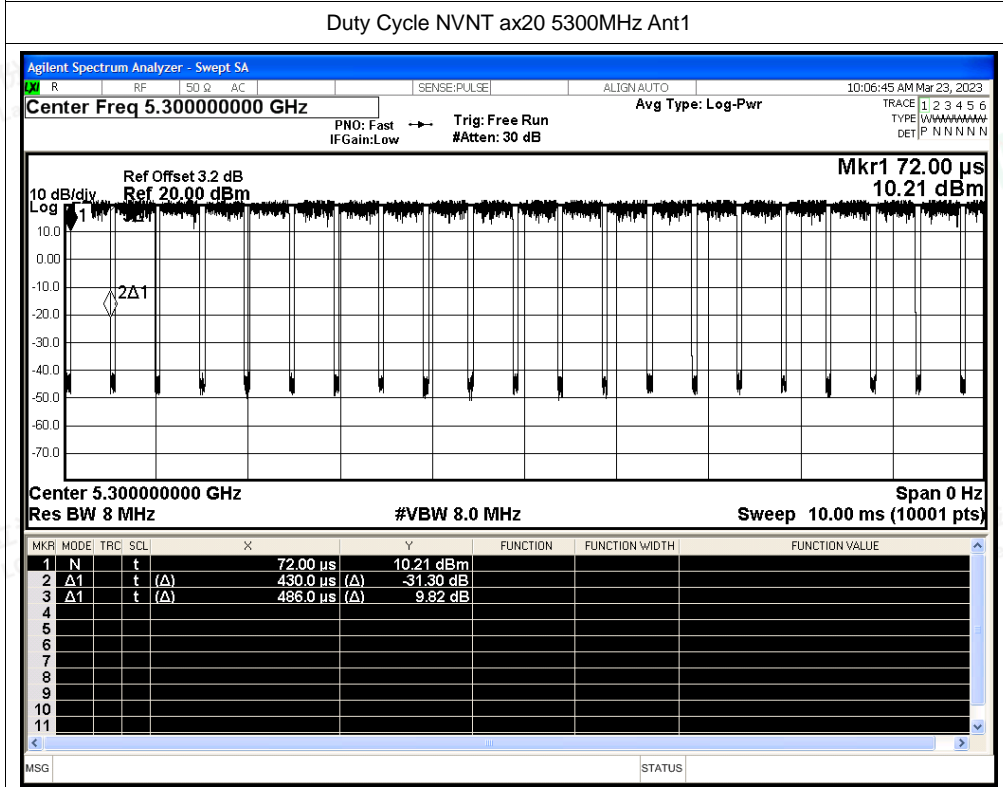 Duty Cycle NVNT ax20 5300MHz Ant1
Agilent Spectrum Analyzer - Swept SA
LXI R RF 50 Ω AC SENSE:PULSE ALIGN AUTO 10:06:45 AM Mar 23, 2023
Center Freq 5.300000000 GHz Avg Type: Log-Pwr TRACE 1 2 3 4 5 6
PNO: Fast Trig: Free Run TYPE WWWWWW
IFGain:Low #Atten: 30 dB DET P N N N N N
Mkr1 72.00 µs
Ref Offset 3.2 dB
10 dB/div Ref 20.00 dBm 10.21 dBm
Log
1
10.0
0.00
-10.0
2Δ1
-20.0
-30.0
-40.0
-50.0
-60.0
-70.0
Center 5.300000000 GHz Span 0 Hz
Res BW 8 MHz #VBW 8.0 MHz Sweep 10.00 ms (10001 pts)
MKR MODE TRC SCL X Y FUNCTION FUNCTION WIDTH FUNCTION VALUE
1 N t 72.00 µs 10.21 dBm
2 Δ1 t (Δ) 430.0 µs (Δ) -31.30 dB
3 Δ1 t (Δ) 486.0 µs (Δ) 9.82 dB
4
5
6
7
8
9
10
11
MSG STATUS